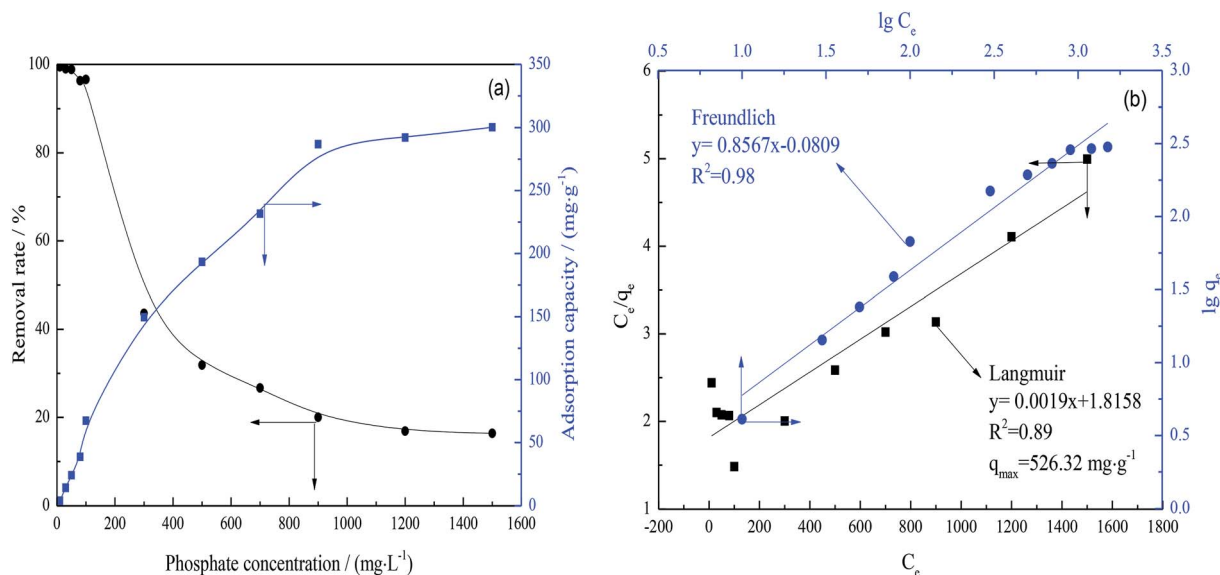 (a)
Removal rate / %
100
80
60
40
20
0
0 200 400 600 800 1000 1200 1400 1600
Phosphate concentration / (mg·L⁻¹)
350
300
250
200
150
100
50
0
Adsorption capacity / (mg·g⁻¹)
lg Cₑ
0.5 1.0 1.5 2.0 2.5 3.0 3.5
(b)
Cₑ/qₑ
6
5
4
3
2
1
Freundlich
y= 0.8567x-0.0809
R²=0.98
Langmuir
y= 0.0019x+1.8158
R²=0.89
qₘₐₓ=526.32 mg·g⁻¹
3.0
2.5
2.0
1.5
1.0
0.5
0.0
lg qₑ
-200 0 200 400 600 800 1000 1200 1400 1600 1800
Cₑ